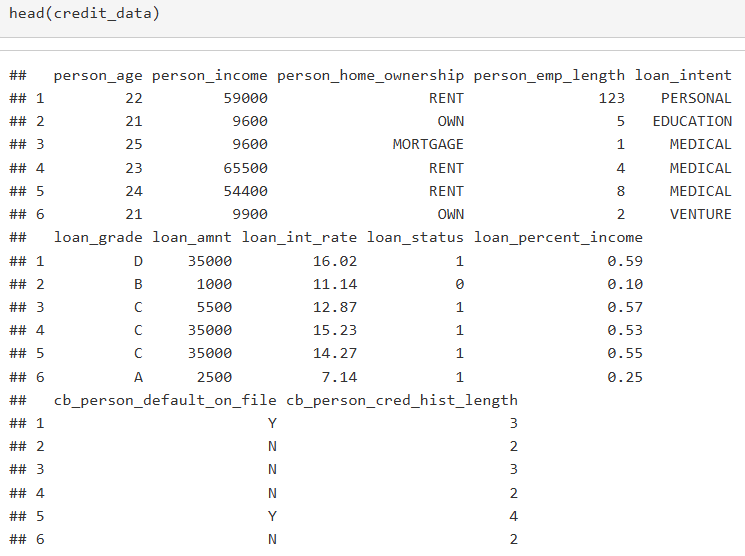 head(credit_data)
##   person_age person_income person_home_ownership person_emp_length loan_intent
## 1         22         59000                  RENT               123    PERSONAL
## 2         21          9600                   OWN                 5   EDUCATION
## 3         25          9600              MORTGAGE                 1     MEDICAL
## 4         23         65500                  RENT                 4     MEDICAL
## 5         24         54400                  RENT                 8     MEDICAL
## 6         21          9900                   OWN                 2     VENTURE
##   loan_grade loan_amnt loan_int_rate loan_status loan_percent_income
## 1          D     35000         16.02           1                0.59
## 2          B      1000         11.14           0                0.10
## 3          C      5500         12.87           1                0.57
## 4          C     35000         15.23           1                0.53
## 5          C     35000         14.27           1                0.55
## 6          A      2500          7.14           1                0.25
##   cb_person_default_on_file cb_person_cred_hist_length
## 1                         Y                          3
## 2                         N                          2
## 3                         N                          3
## 4                         N                          2
## 5                         Y                          4
## 6                         N                          2